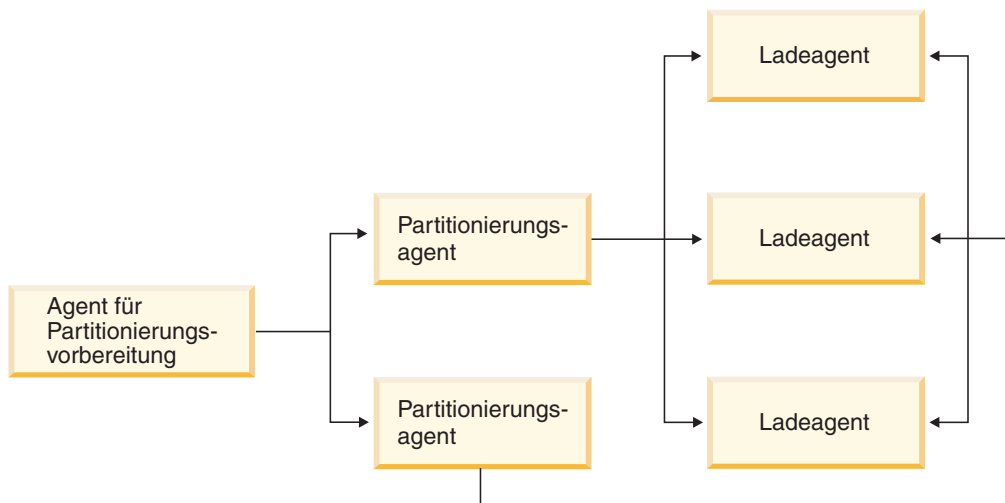 Agent für
Partitionierungs-
vorbereitung
Partitionierungs-
agent
Partitionierungs-
agent
Ladeagent
Ladeagent
Ladeagent